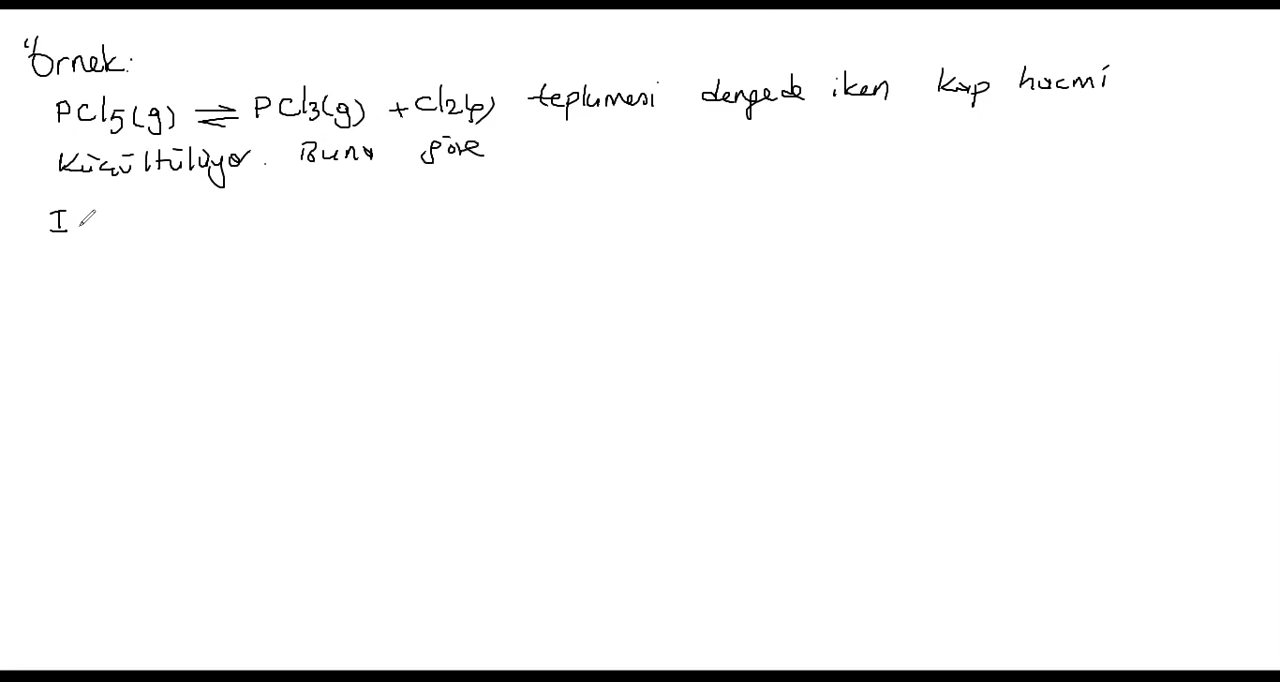 Örnek:
PCl5(g) ⇌ PCl3(g) + Cl2(g) tepkimesi dengede iken kap hacmi
küçültülüyor. Buna göre
I